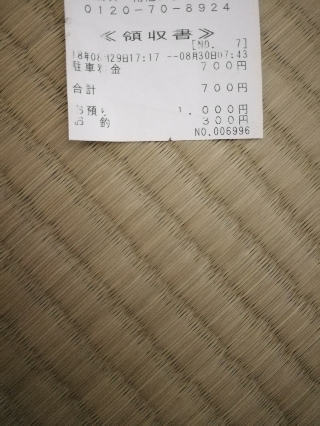 0120-70-8924
≪領収書≫
[NO. 7]
18年08月29日17:17 --08月30日07:43
駐車料金 700円
合計 700円
お預り 1,000円
お釣 300円
NO.006996